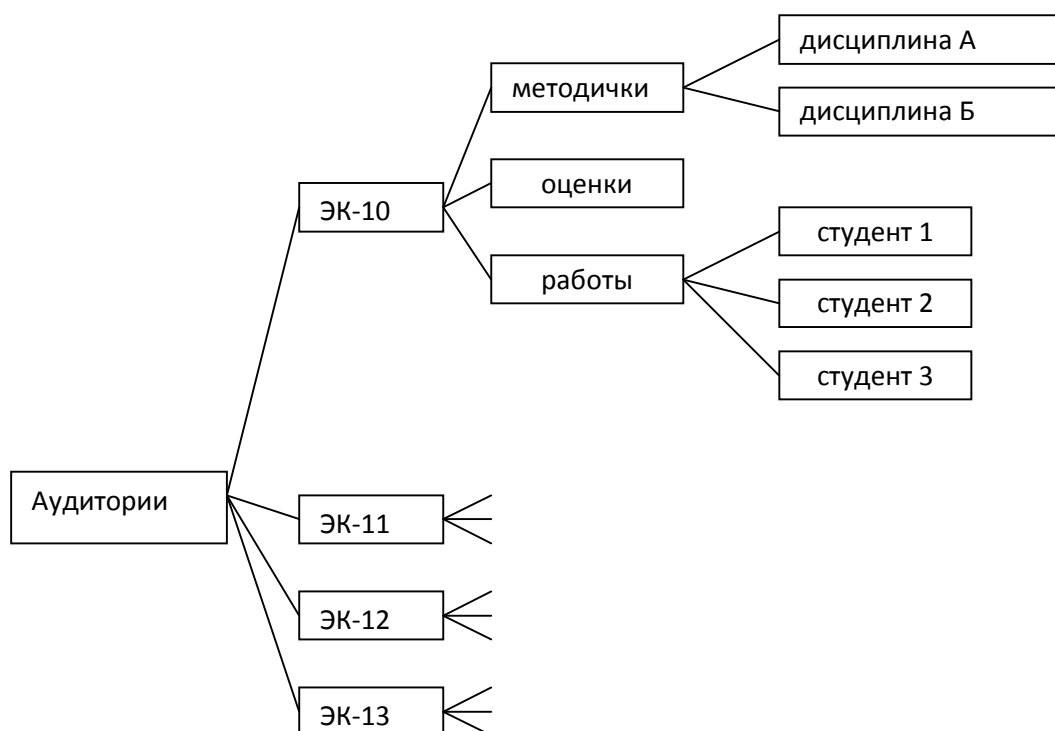 дисциплина А
методички
дисциплина Б
оценки
ЭК-10
студент 1
работы
студент 2
студент 3
Аудитории
ЭК-11
ЭК-12
ЭК-13